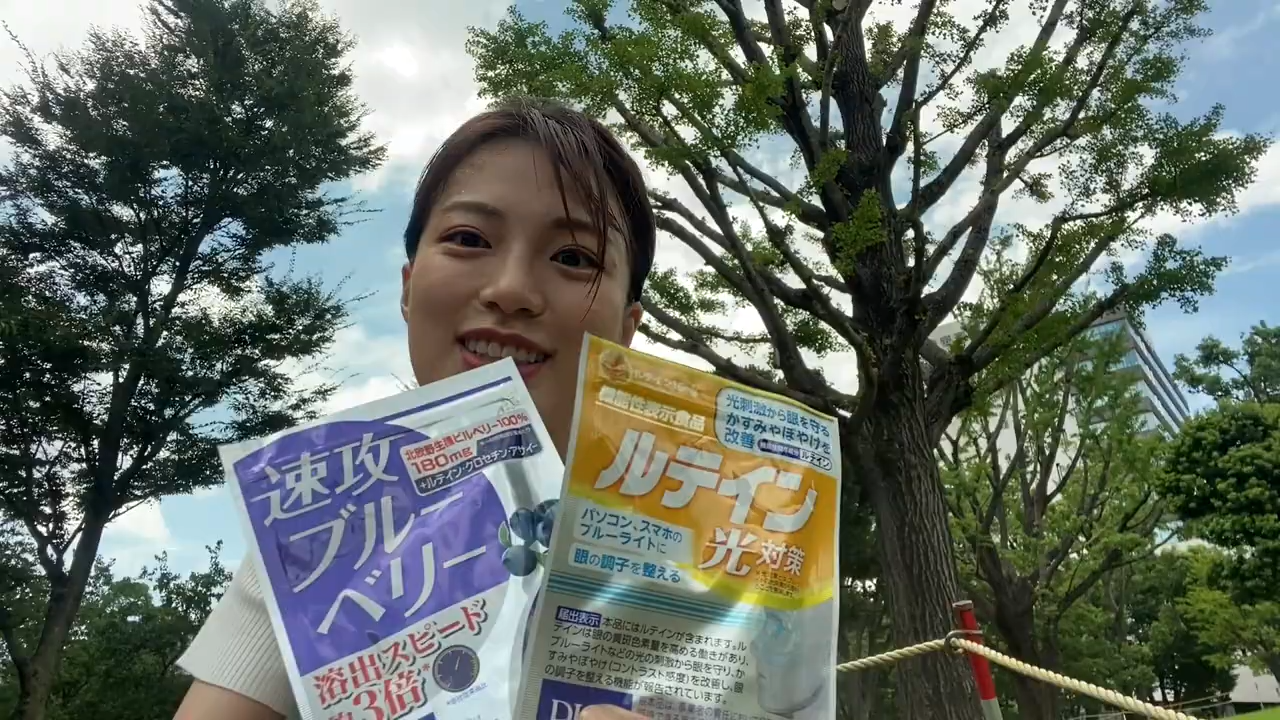 速攻
ブルー
ベリー
北欧野生種ビルベリー100%
180mg
+ルテイン・クロセチン・アサイー
溶出スピード
約3倍※
機能性表示食品
光刺激から眼を守る
かすみやぼやけを
改善
ルテイン
ルテイン
光対策
パソコン、スマホの
ブルーライトに
眼の調子を整える
届出表示 本品にはルテインが含まれます。ル
テインは眼の黄斑色素量を高める働きがあり、
ブルーライトなどの光の刺激から眼を守り、か
すみやぼやけ(コントラスト感度)を改善し、眼
の調子を整える機能が報告されています。